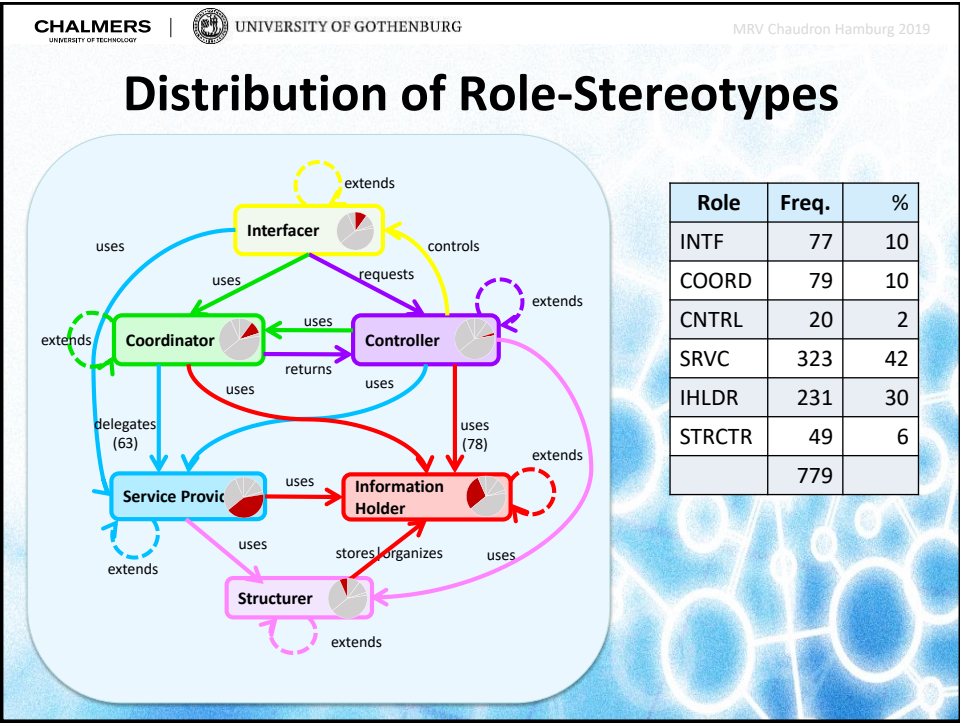 CHALMERS | UNIVERSITY OF GOTHENBURG
UNIVERSITY OF TECHNOLOGY
MRV Chaudron Hamburg 2019
Distribution of Role-Stereotypes
extends
Interfacer
uses
controls
uses
requests
extends
extends
Coordinator
uses
Controller
returns
uses
uses
delegates
(63)
uses
(78)
extends
Service Provid
uses
Information
Holder
extends
uses
stores|organizes
uses
Structurer
extends
Role Freq. %
INTF 77 10
COORD 79 10
CNTRL 20 2
SRVC 323 42
IHLDR 231 30
STRCTR 49 6
779